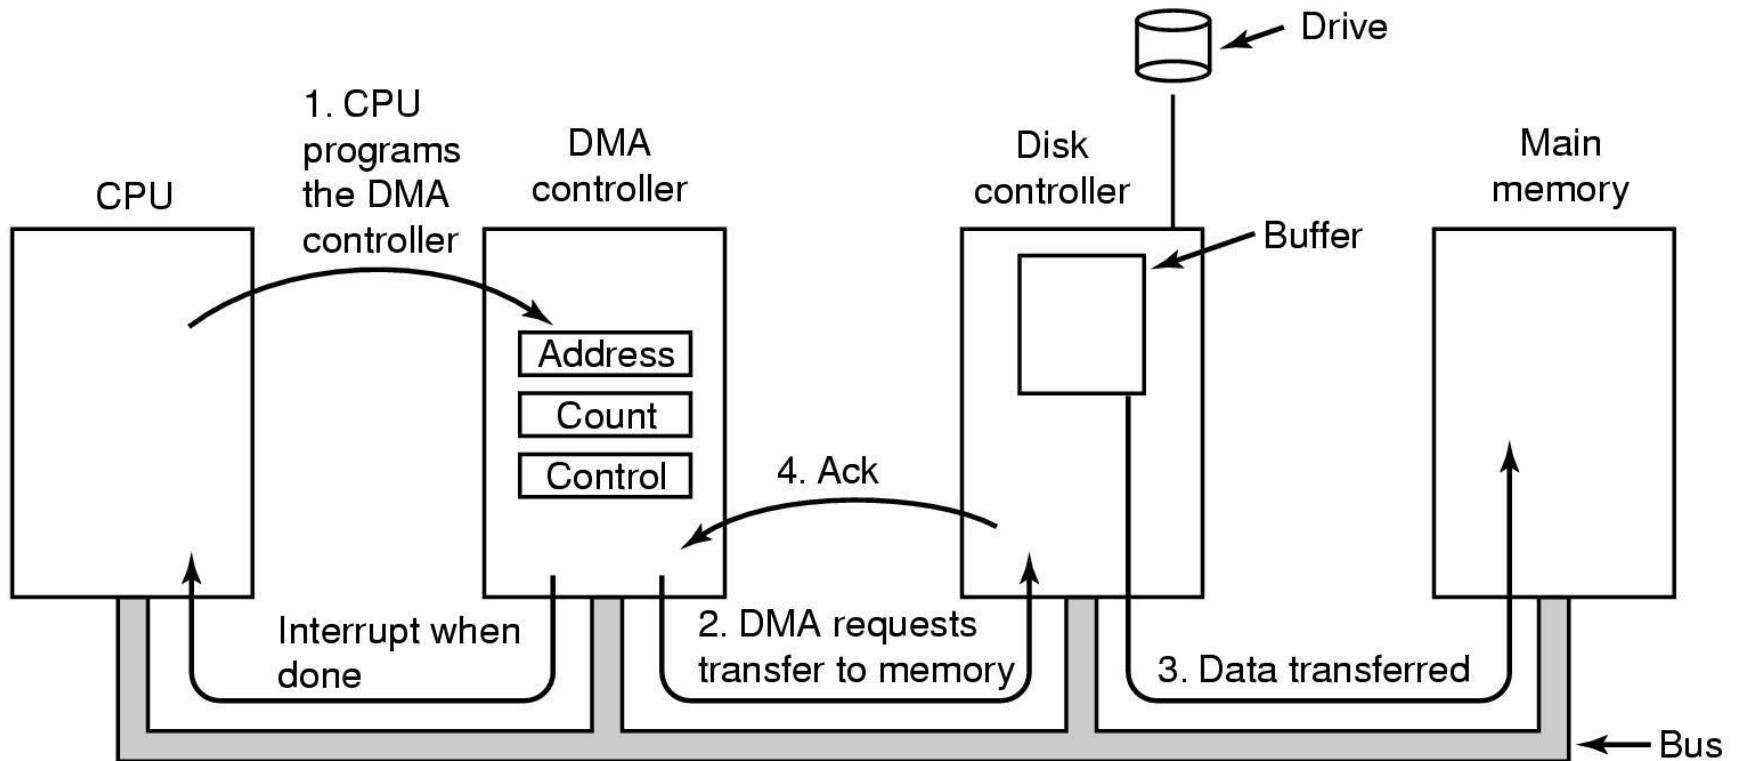 Drive
1. CPU
programs
the DMA
controller
CPU
DMA
controller
Disk
controller
Main
memory
Buffer
Address
Count
Control
4. Ack
Interrupt when
done
2. DMA requests
transfer to memory
3. Data transferred
Bus